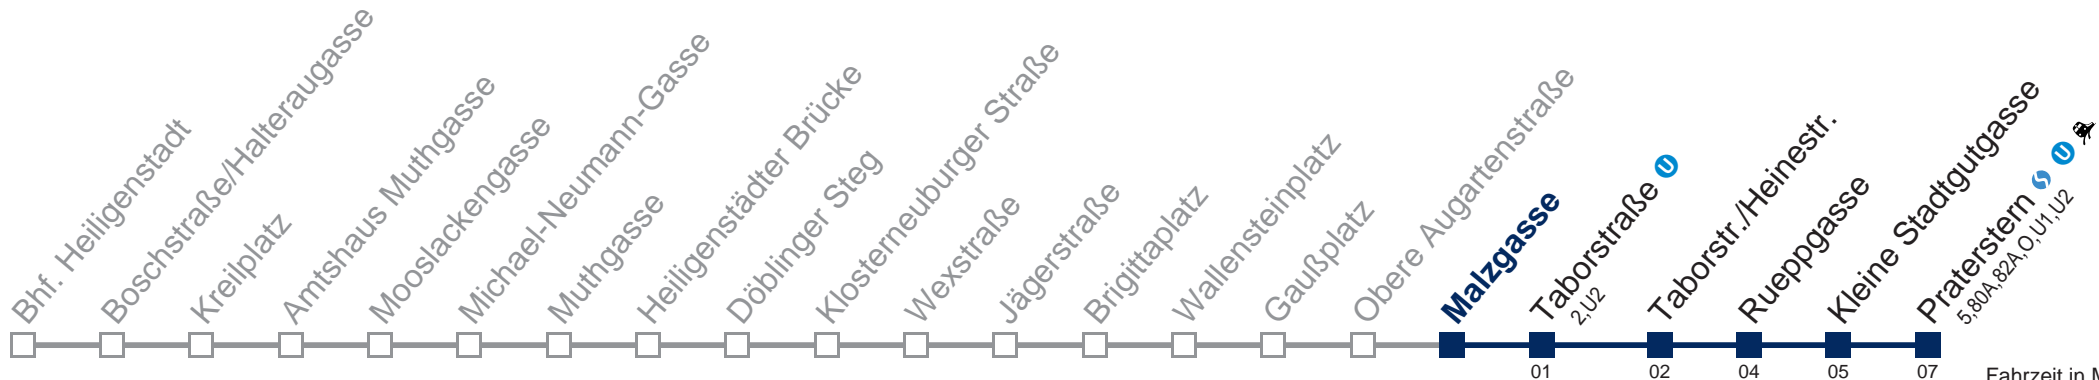 Bhf. Heiligenstadt
Boschstraße/Halteraugasse
Kreilplatz
Amtshaus Muthgasse
Mooslackengasse
Michael-Neumann-Gasse
Muthgasse
Heiligenstädter Brücke
Döblinger Steg
Klosterneuburger Straße
Wexstraße
Jägerstraße
Brigittaplatz
Wallensteinplatz
Gaußplatz
Obere Augartenstraße
Malzgasse
Taborstraße U
2,U2
Taborstr./Heinestr.
Rueppgasse
Kleine Stadtgutgasse
Praterstern S U
5,80A,82A,O,U1,U2
01 02 04 05 07
Fahrzeit in M